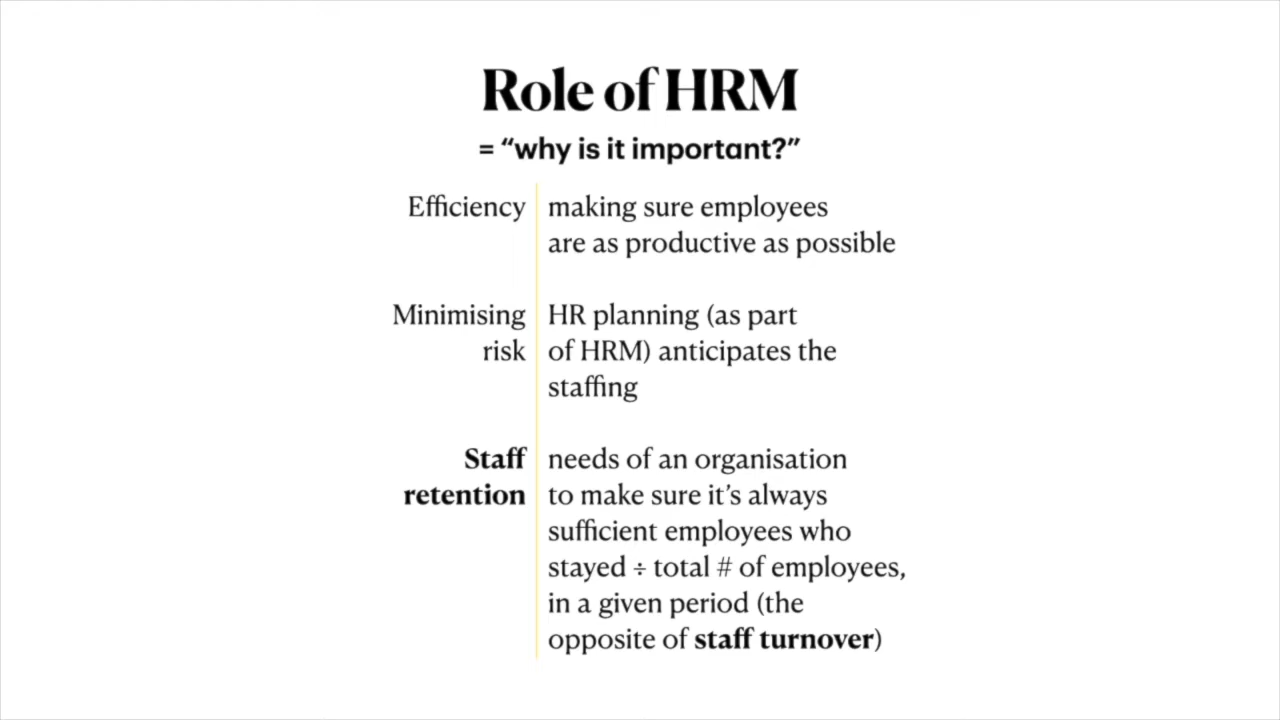 Role of HRM
= “why is it important?”
Efficiency
making sure employees
are as productive as possible
Minimising
risk
HR planning (as part
of HRM) anticipates the
staffing
Staff
retention
needs of an organisation
to make sure it’s always
sufficient employees who
stayed ÷ total # of employees,
in a given period (the
opposite of staff turnover)